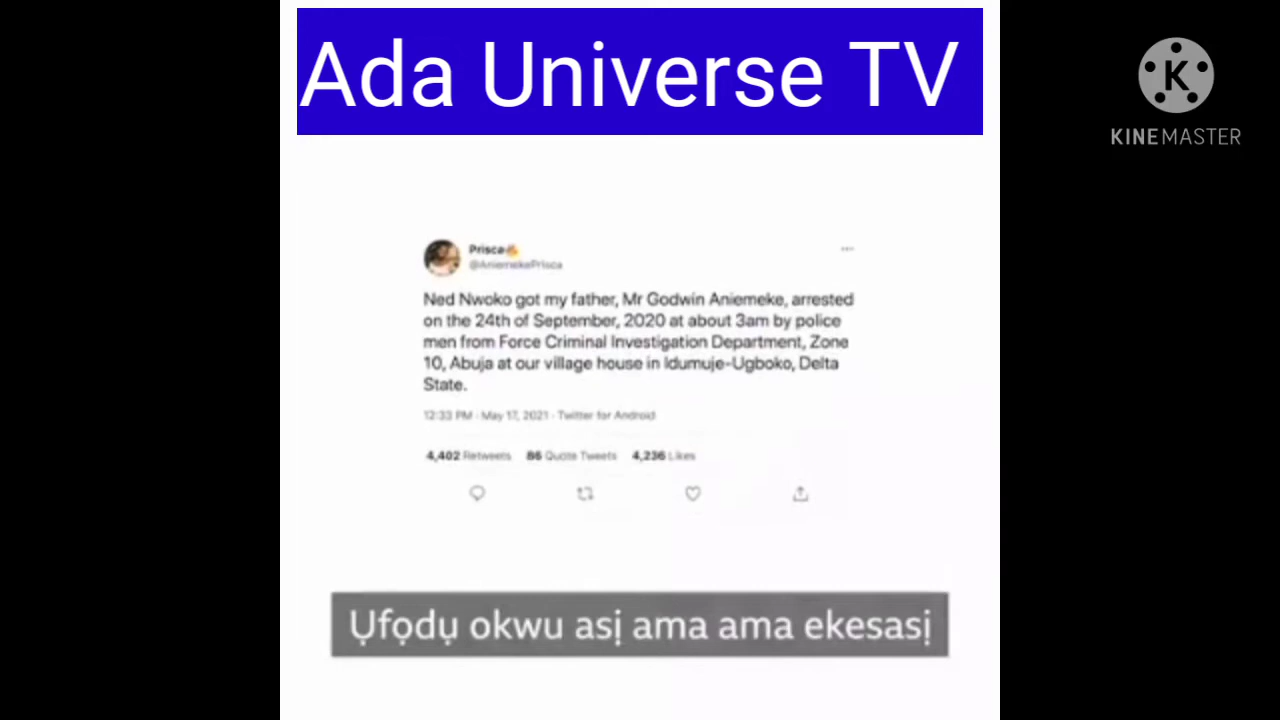 Ada Universe TV
KINEMASTER
Prisca🔥
@AniemekePrisca
Ned Nwoko got my father, Mr Godwin Aniemeke, arrested
on the 24th of September, 2020 at about 3am by police
men from Force Criminal Investigation Department, Zone
10, Abuja at our village house in Idumuje-Ugboko, Delta
State.
12:33 PM · May 17, 2021 · Twitter for Android
4,402 Retweets 86 Quote Tweets 4,236 Likes
Ụfọdụ okwu asị ama ama ekesasị